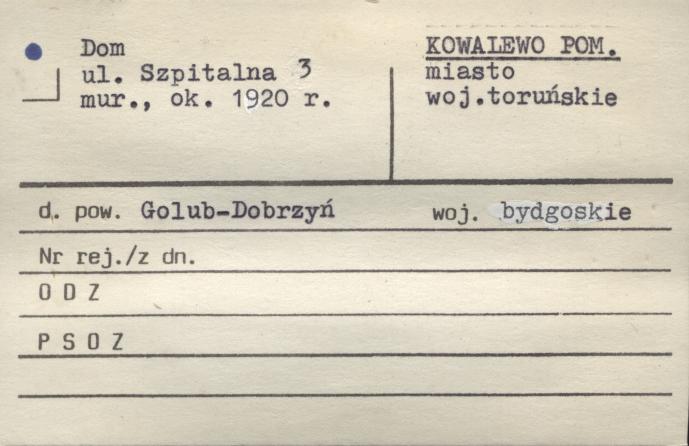 Dom
ul. Szpitalna 3
mur., ok. 1920 r.
KOWALEWO POM.
miasto
woj.toruńskie
d. pow. Golub-Dobrzyń woj. bydgoskie
Nr rej./z dn.
O D Z
P S O Z